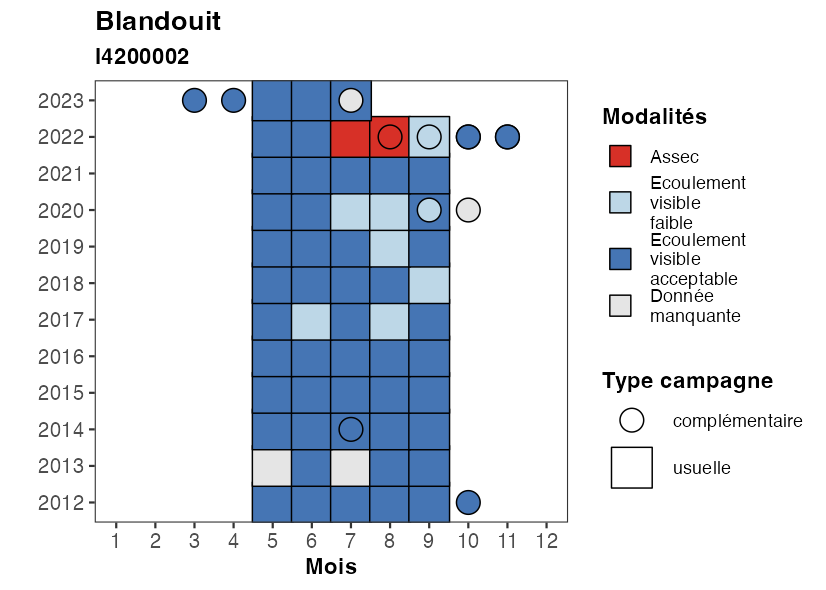 Blandouit
I4200002
2023
2022
2021
2020
2019
2018
2017
2016
2015
2014
2013
2012
1 2 3 4 5 6 7 8 9 10 11 12
Mois
Modalités
Assec
Ecoulement
visible
faible
Ecoulement
visible
acceptable
Donnée
manquante
Type campagne
complémentaire
usuelle